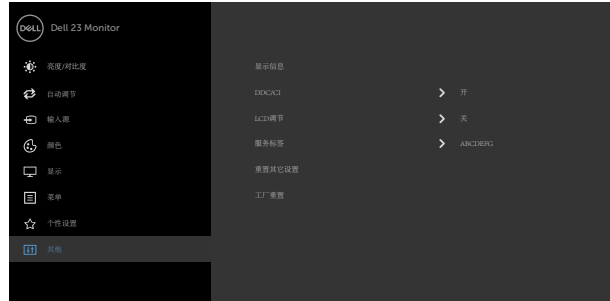 DELL Dell 23 Monitor
亮度/对比度
自动调节
输入源
颜色
显示
菜单
个性设置
其他
显示信息
DDC/CI 开
LCD调节 关
服务标签 ABCDEFG
重置其它设置
工厂重置